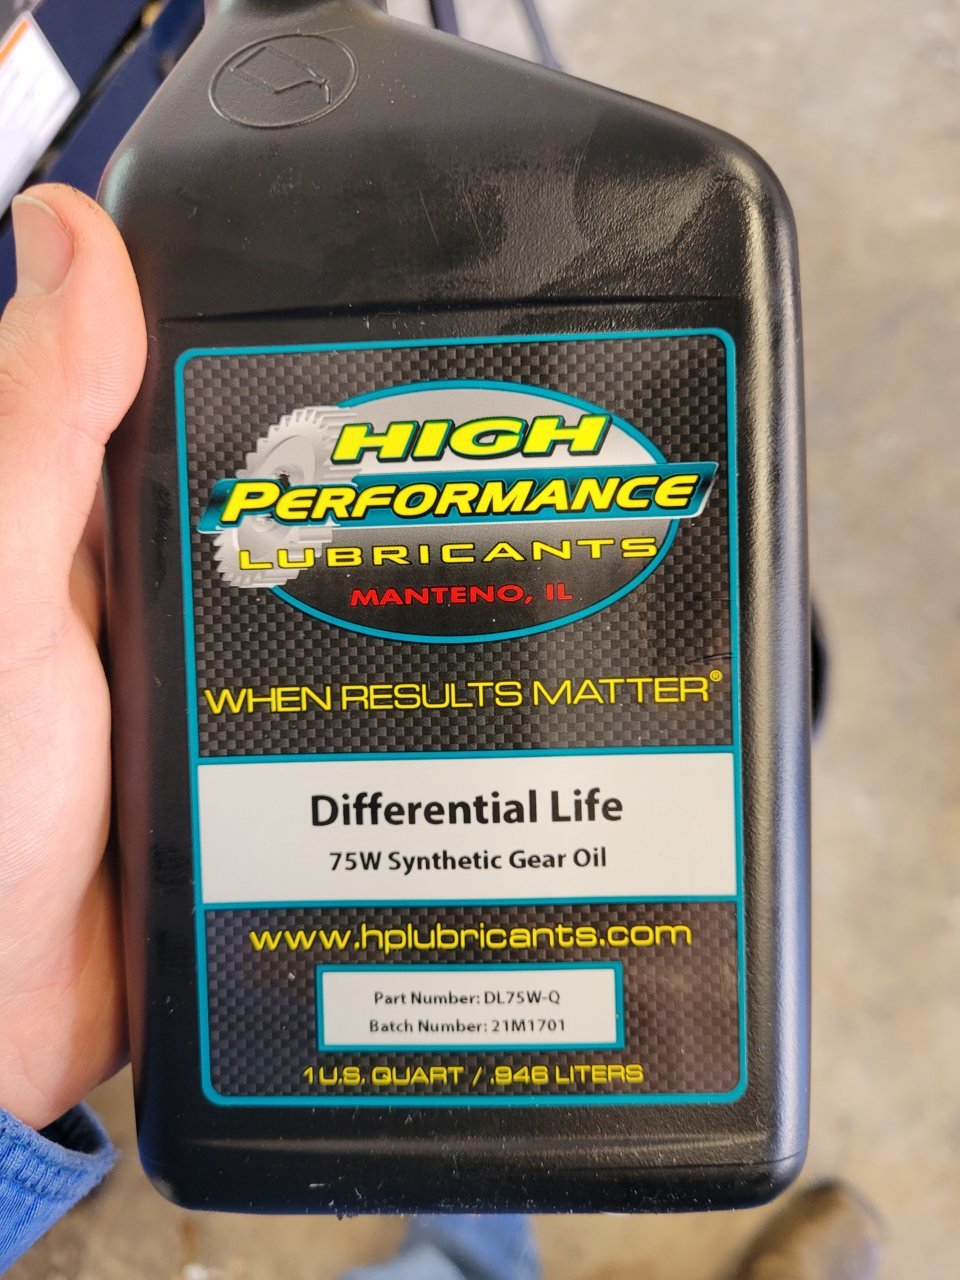 HIGH
PERFORMANCE
LUBRICANTS
MANTENO, IL
WHEN RESULTS MATTER®
Differential Life
75W Synthetic Gear Oil
www.hplubricants.com
Part Number: DL75W-Q
Batch Number: 21M1701
1 U.S. QUART / .946 LITERS